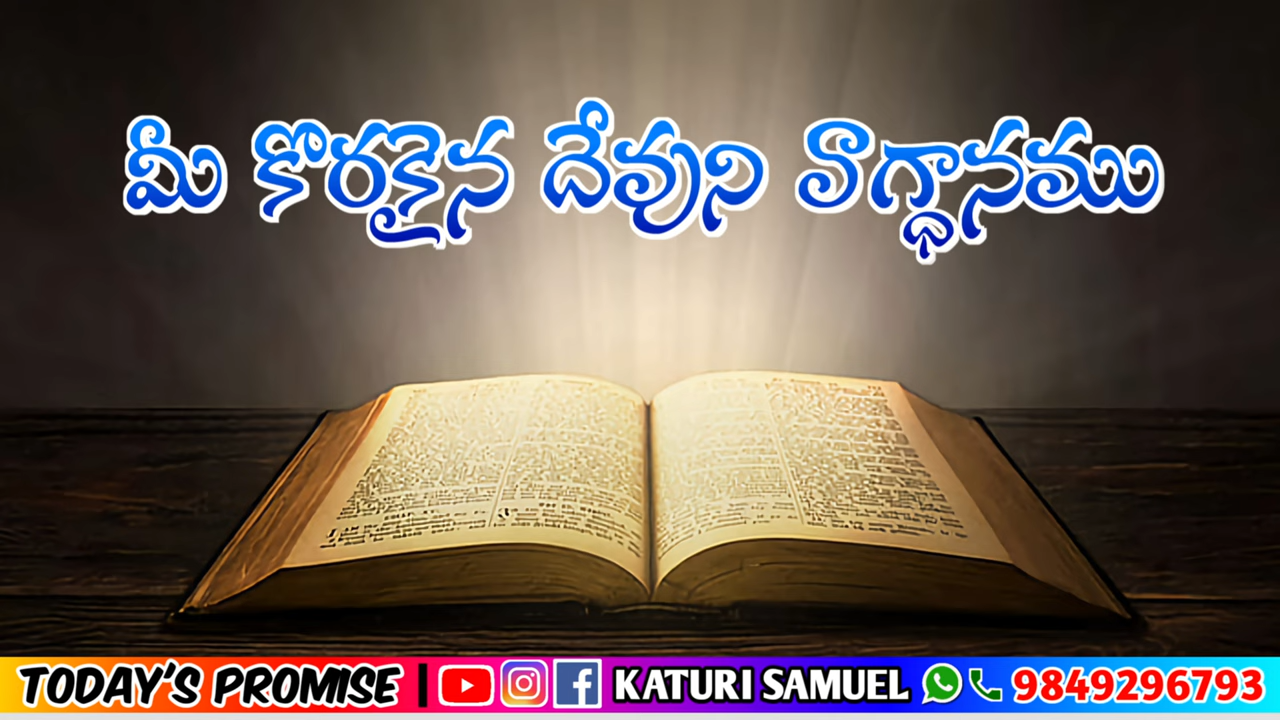 మీ కొరకైన దేవుని వాగ్ధానము
TODAY'S PROMISE | KATURI SAMUEL 9849296793